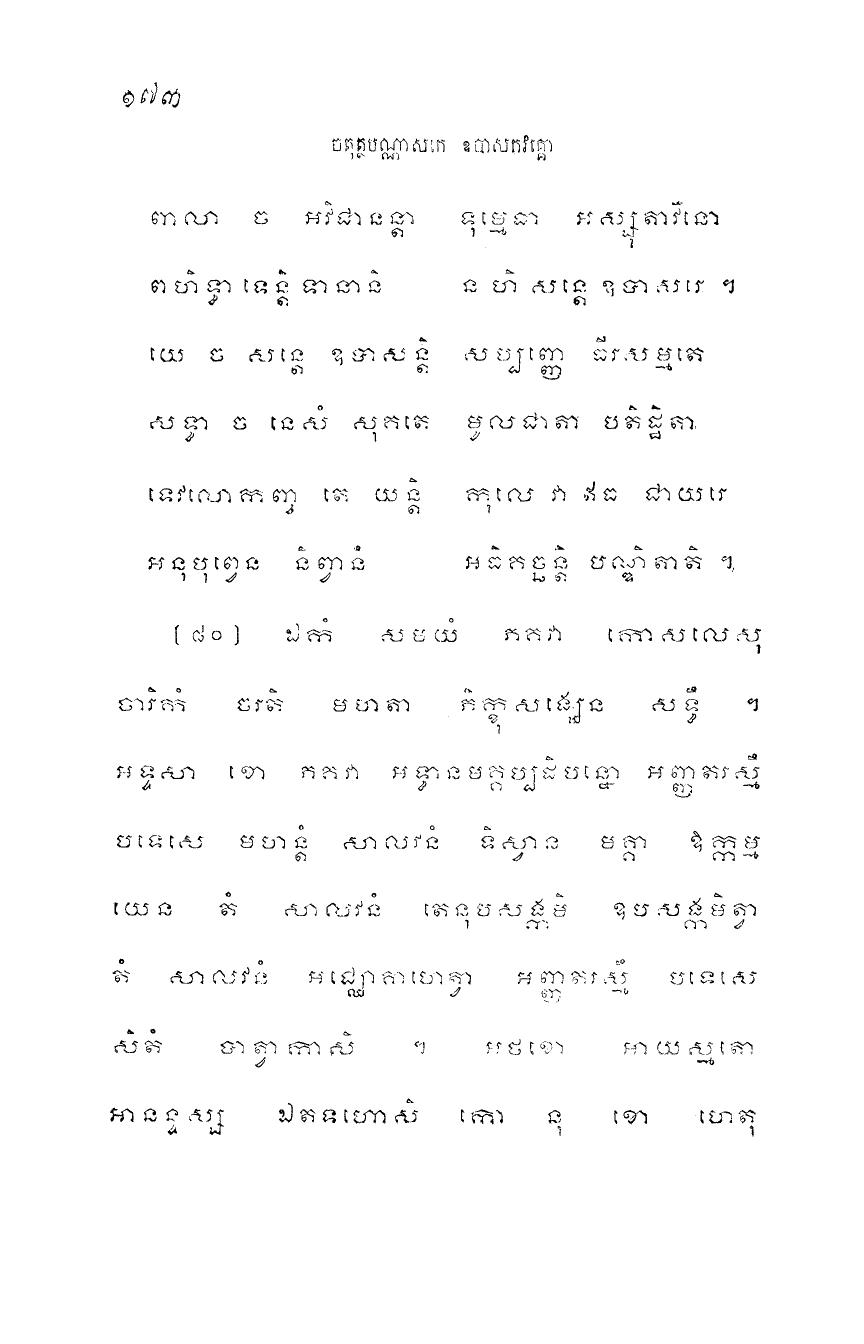 ១៧៣
ចតុត្ថបណ្ណាសកេ ឧបាសកវគ្គោ
ពាលា ច អវិជានន្តា ទុម្មេធា អស្សុតាវិនោ
ពហិទ្ធា ទេន្តិ ទានានិ ន ហិ សន្តេ ឧបាសរេ ។
យេ ច សន្តេ ឧបាសន្តិ សប្បញ្ញេ ធីរសម្មតេ
សទ្ធា ច នេសំ សុគតេ មូលជាតា បតិដ្ឋិតា
ទេវលោកញ្ច តេ យន្តិ កុលេ វា ឥធ ជាយរេ
អនុបុព្វេន និព្វានំ អធិគច្ឆន្តិ បណ្ឌិតាតិ ។
[៨០] ឯកំ សមយំ ភគវា កោសលេសុ
ចារិកំ ចរតិ មហតា ភិក្ខុសង្ឃេន សទ្ធឹ ។
អទ្ទសា ខោ ភគវា អទ្ធានមគ្គប្បដិបន្នោ អញ្ញតរស្មឹ
បទេសេ មហន្តំ សាលវនំ ទិស្វាន មគ្គា ឱក្កម្ម
យេន តំ សាលវនំ តេនុបសង្កមិ ឧបសង្កមិត្វា
តំ សាលវនំ អជ្ឈោគាហេត្វា អញ្ញតរស្មឹ បទេសេ
សិតំ បាត្វាកាសិ ។ អថខោ អាយស្មតោ
អានន្ទស្ស ឯតទហោសិ កោ នុ ខោ ហេតុ